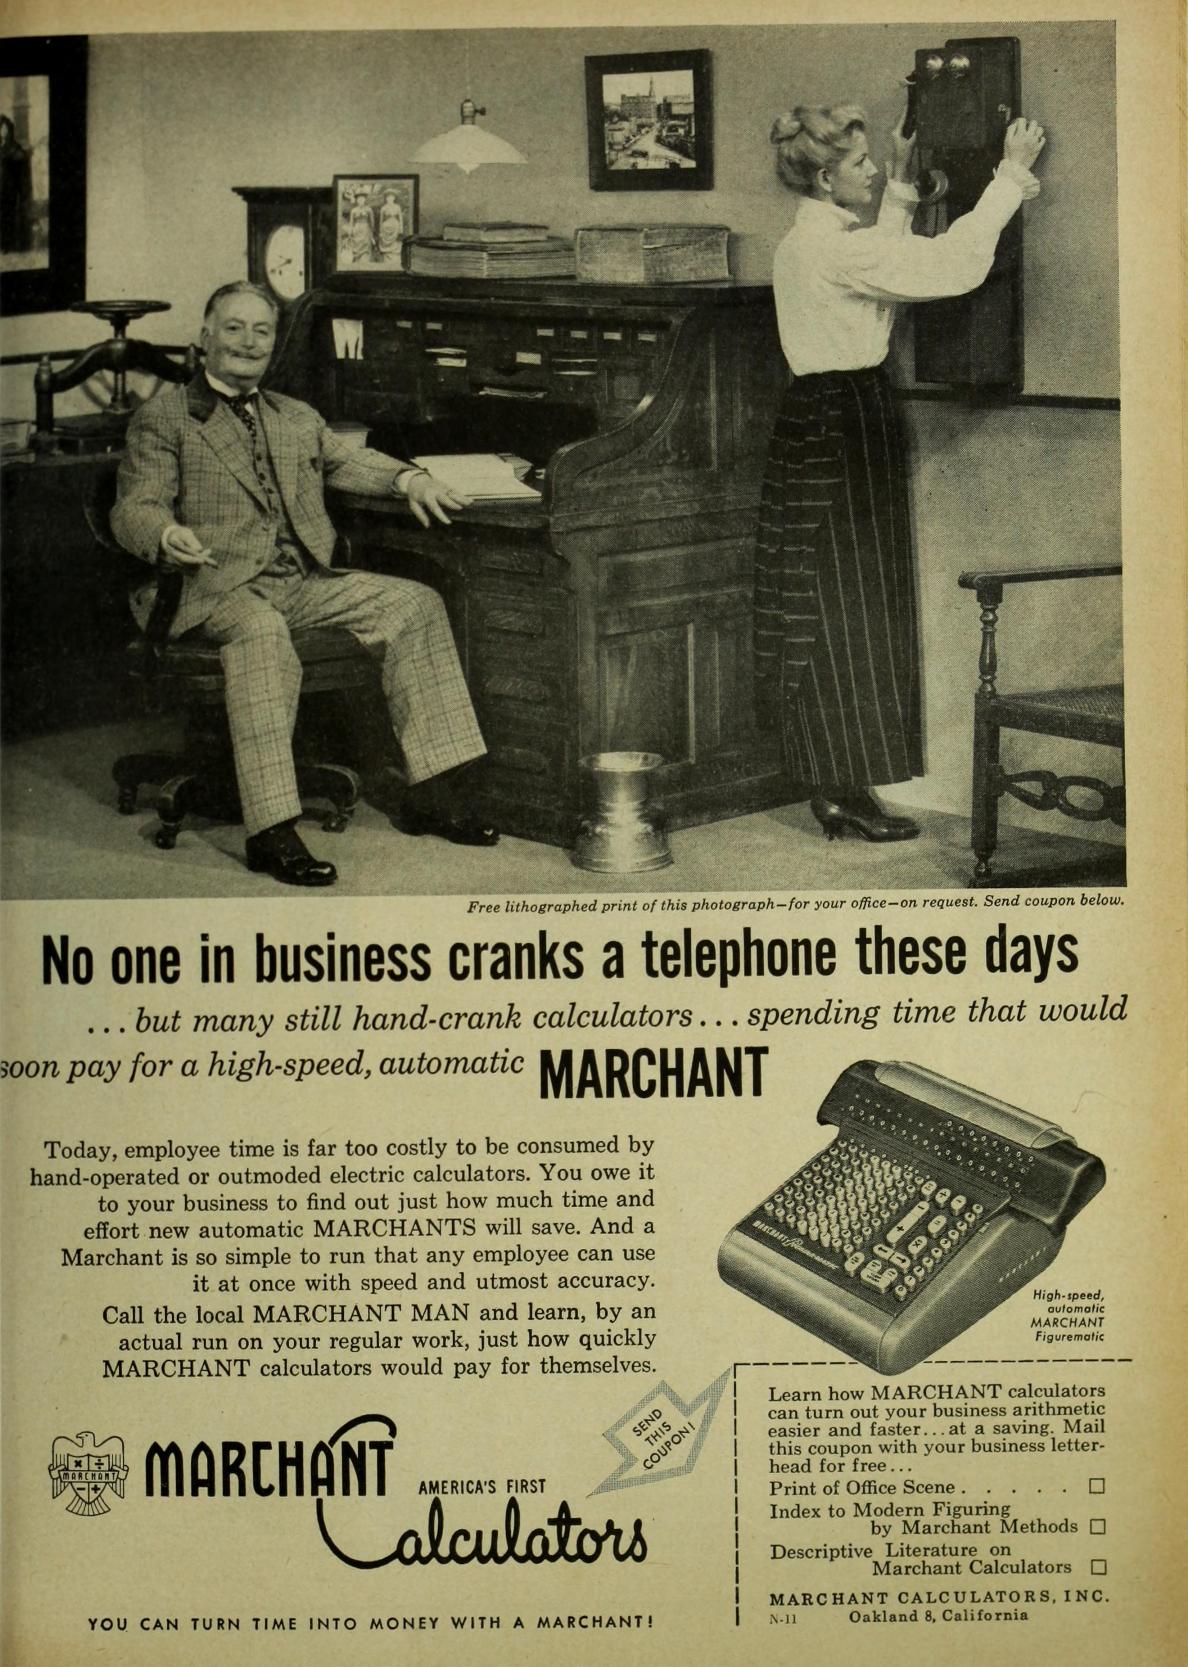 Free lithographed print of this photograph—for your office—on request. Send coupon below.
No one in business cranks a telephone these days
...but many still hand-crank calculators...spending time that would
soon pay for a high-speed, automatic MARCHANT
Today, employee time is far too costly to be consumed by
hand-operated or outmoded electric calculators. You owe it
to your business to find out just how much time and
effort new automatic MARCHANTS will save. And a
Marchant is so simple to run that any employee can use
it at once with speed and utmost accuracy.
Call the local MARCHANT MAN and learn, by an
actual run on your regular work, just how quickly
MARCHANT calculators would pay for themselves.
MARCHANT
High-speed,
automatic
MARCHANT
Figurematic
SEND
THIS
COUPON!
MARCHANT
MARCHANT
AMERICA'S FIRST
Calculators
YOU CAN TURN TIME INTO MONEY WITH A MARCHANT!
Learn how MARCHANT calculators
can turn out your business arithmetic
easier and faster...at a saving. Mail
this coupon with your business letter-
head for free...
Print of Office Scene . . . . . ☐
Index to Modern Figuring
by Marchant Methods ☐
Descriptive Literature on
Marchant Calculators ☐
MARCHANT CALCULATORS, INC.
N-11 Oakland 8, California